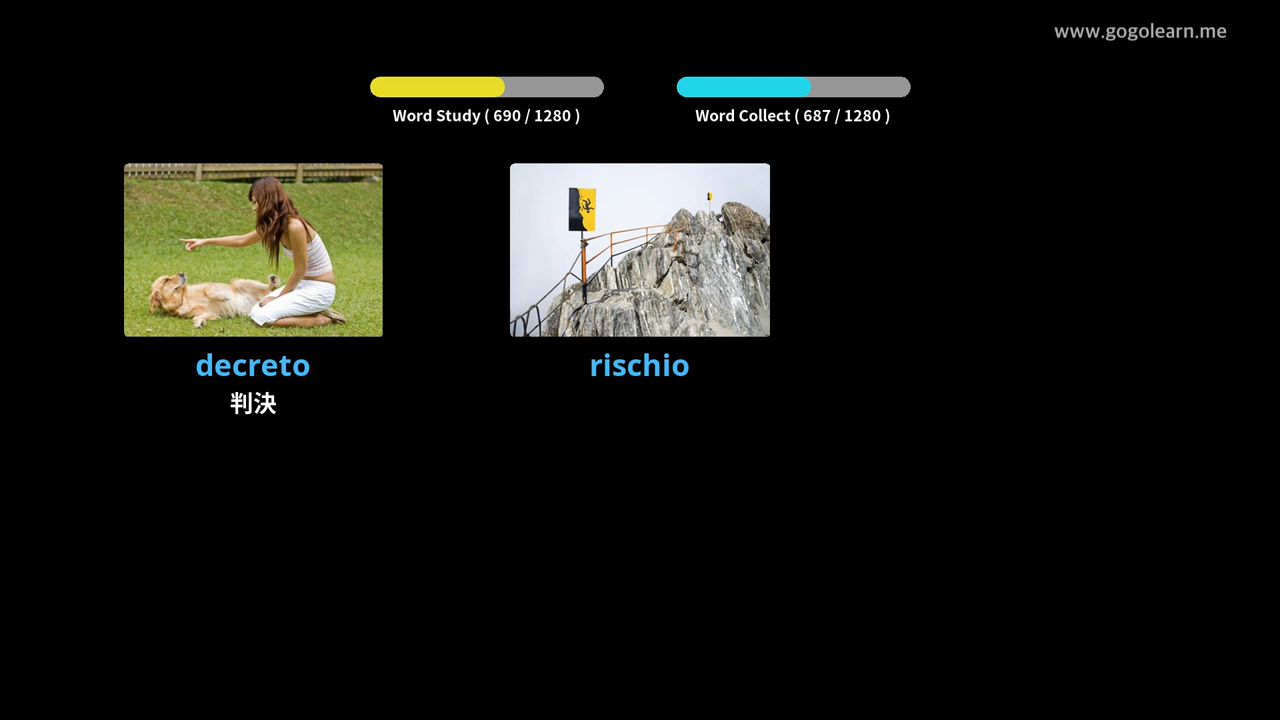 www.gogolearn.me
Word Study ( 690 / 1280 )
Word Collect ( 687 / 1280 )
decreto
rischio
判決